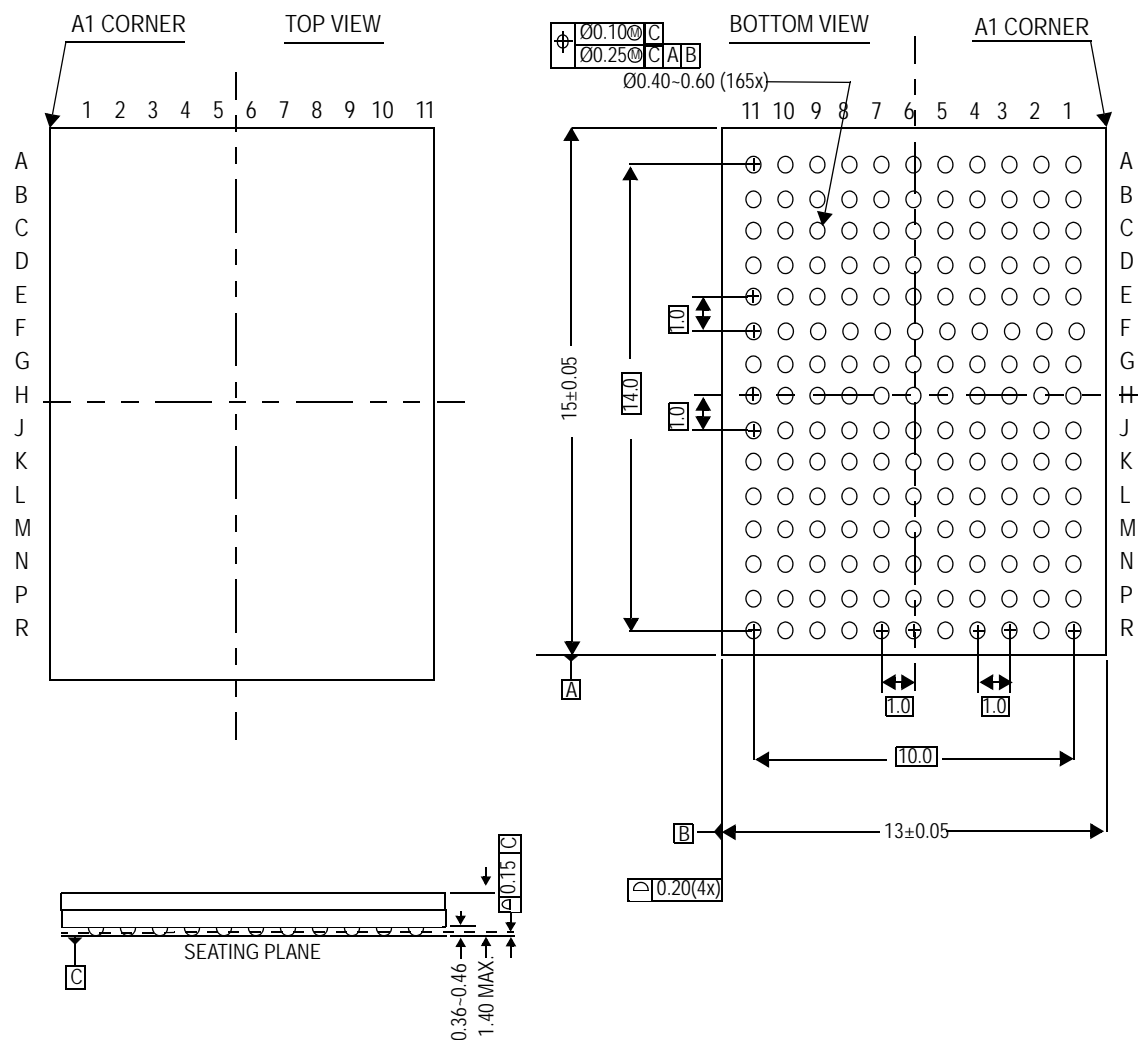 A1 CORNER
TOP VIEW
1 2 3 4 5 6 7 8 9 10 11
A
B
C
D
E
F
G
H
J
K
L
M
N
P
R
Ø0.10Ⓜ C
Ø0.25Ⓜ C A B
BOTTOM VIEW
A1 CORNER
Ø0.40~0.60 (165x)
11 10 9 8 7 6 5 4 3 2 1
A
B
C
D
E
F
G
H
J
K
L
M
N
P
R
1.0
1.0
14.0
15±0.05
A
1.0
1.0
10.0
B
13±0.05
0.20(4x)
0.15 C
SEATING PLANE
C
0.36~0.46
1.40 MAX.